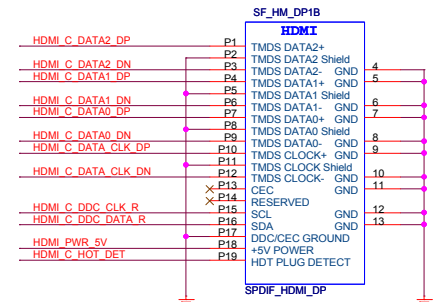 SF_HM_DP1B
HDMI
HDMI_C_DATA2_DP P1 TMDS DATA2+
P2 TMDS DATA2 Shield
HDMI_C_DATA2_DN P3 TMDS DATA2- GND 4
HDMI_C_DATA1_DP P4 TMDS DATA1+ GND 5
P5 TMDS DATA1 Shield
HDMI_C_DATA1_DN P6 TMDS DATA1- GND 6
HDMI_C_DATA0_DP P7 TMDS DATA0+ GND 7
P8 TMDS DATA0 Shield
HDMI_C_DATA0_DN P9 TMDS DATA0- GND 8
HDMI_C_DATA_CLK_DP P10 TMDS CLOCK+ GND 9
P11 TMDS CLOCK Shield
HDMI_C_DATA_CLK_DN P12 TMDS CLOCK- GND 10
P13 CEC GND 11
P14 RESERVED
HDMI_C_DDC_CLK_R P15 SCL GND 12
HDMI_C_DDC_DATA_R P16 SDA GND 13
P17 DDC/CEC GROUND
HDMI_PWR_5V P18 +5V POWER
HDMI_C_HOT_DET P19 HDT PLUG DETECT
SPDIF_HDMI_DP